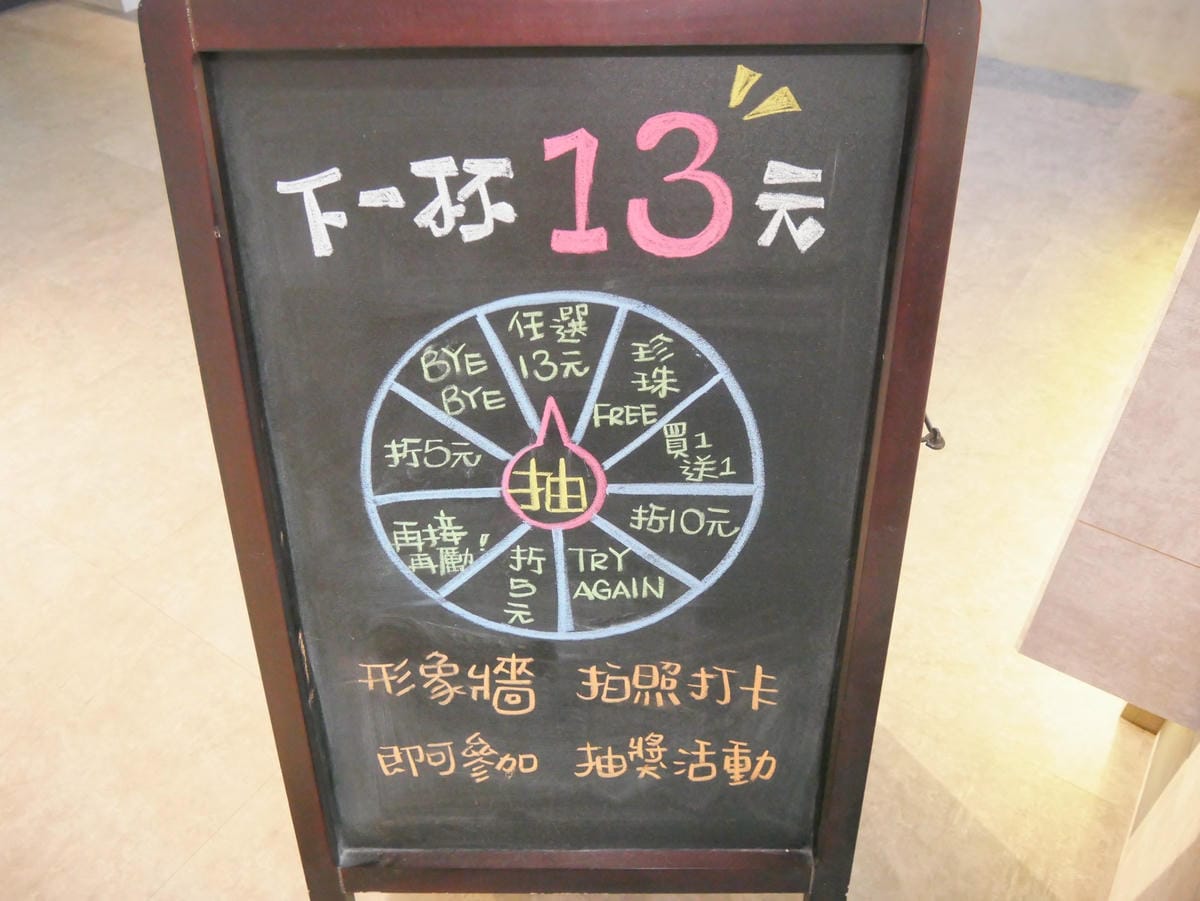 下一杯 13 元
任選
13元
珍
珠
FREE
買1
送1
折10元
TRY
AGAIN
折
5
元
再接
再勵!
折5元
BYE
BYE
抽
形象牆 拍照打卡
即可參加 抽獎活動